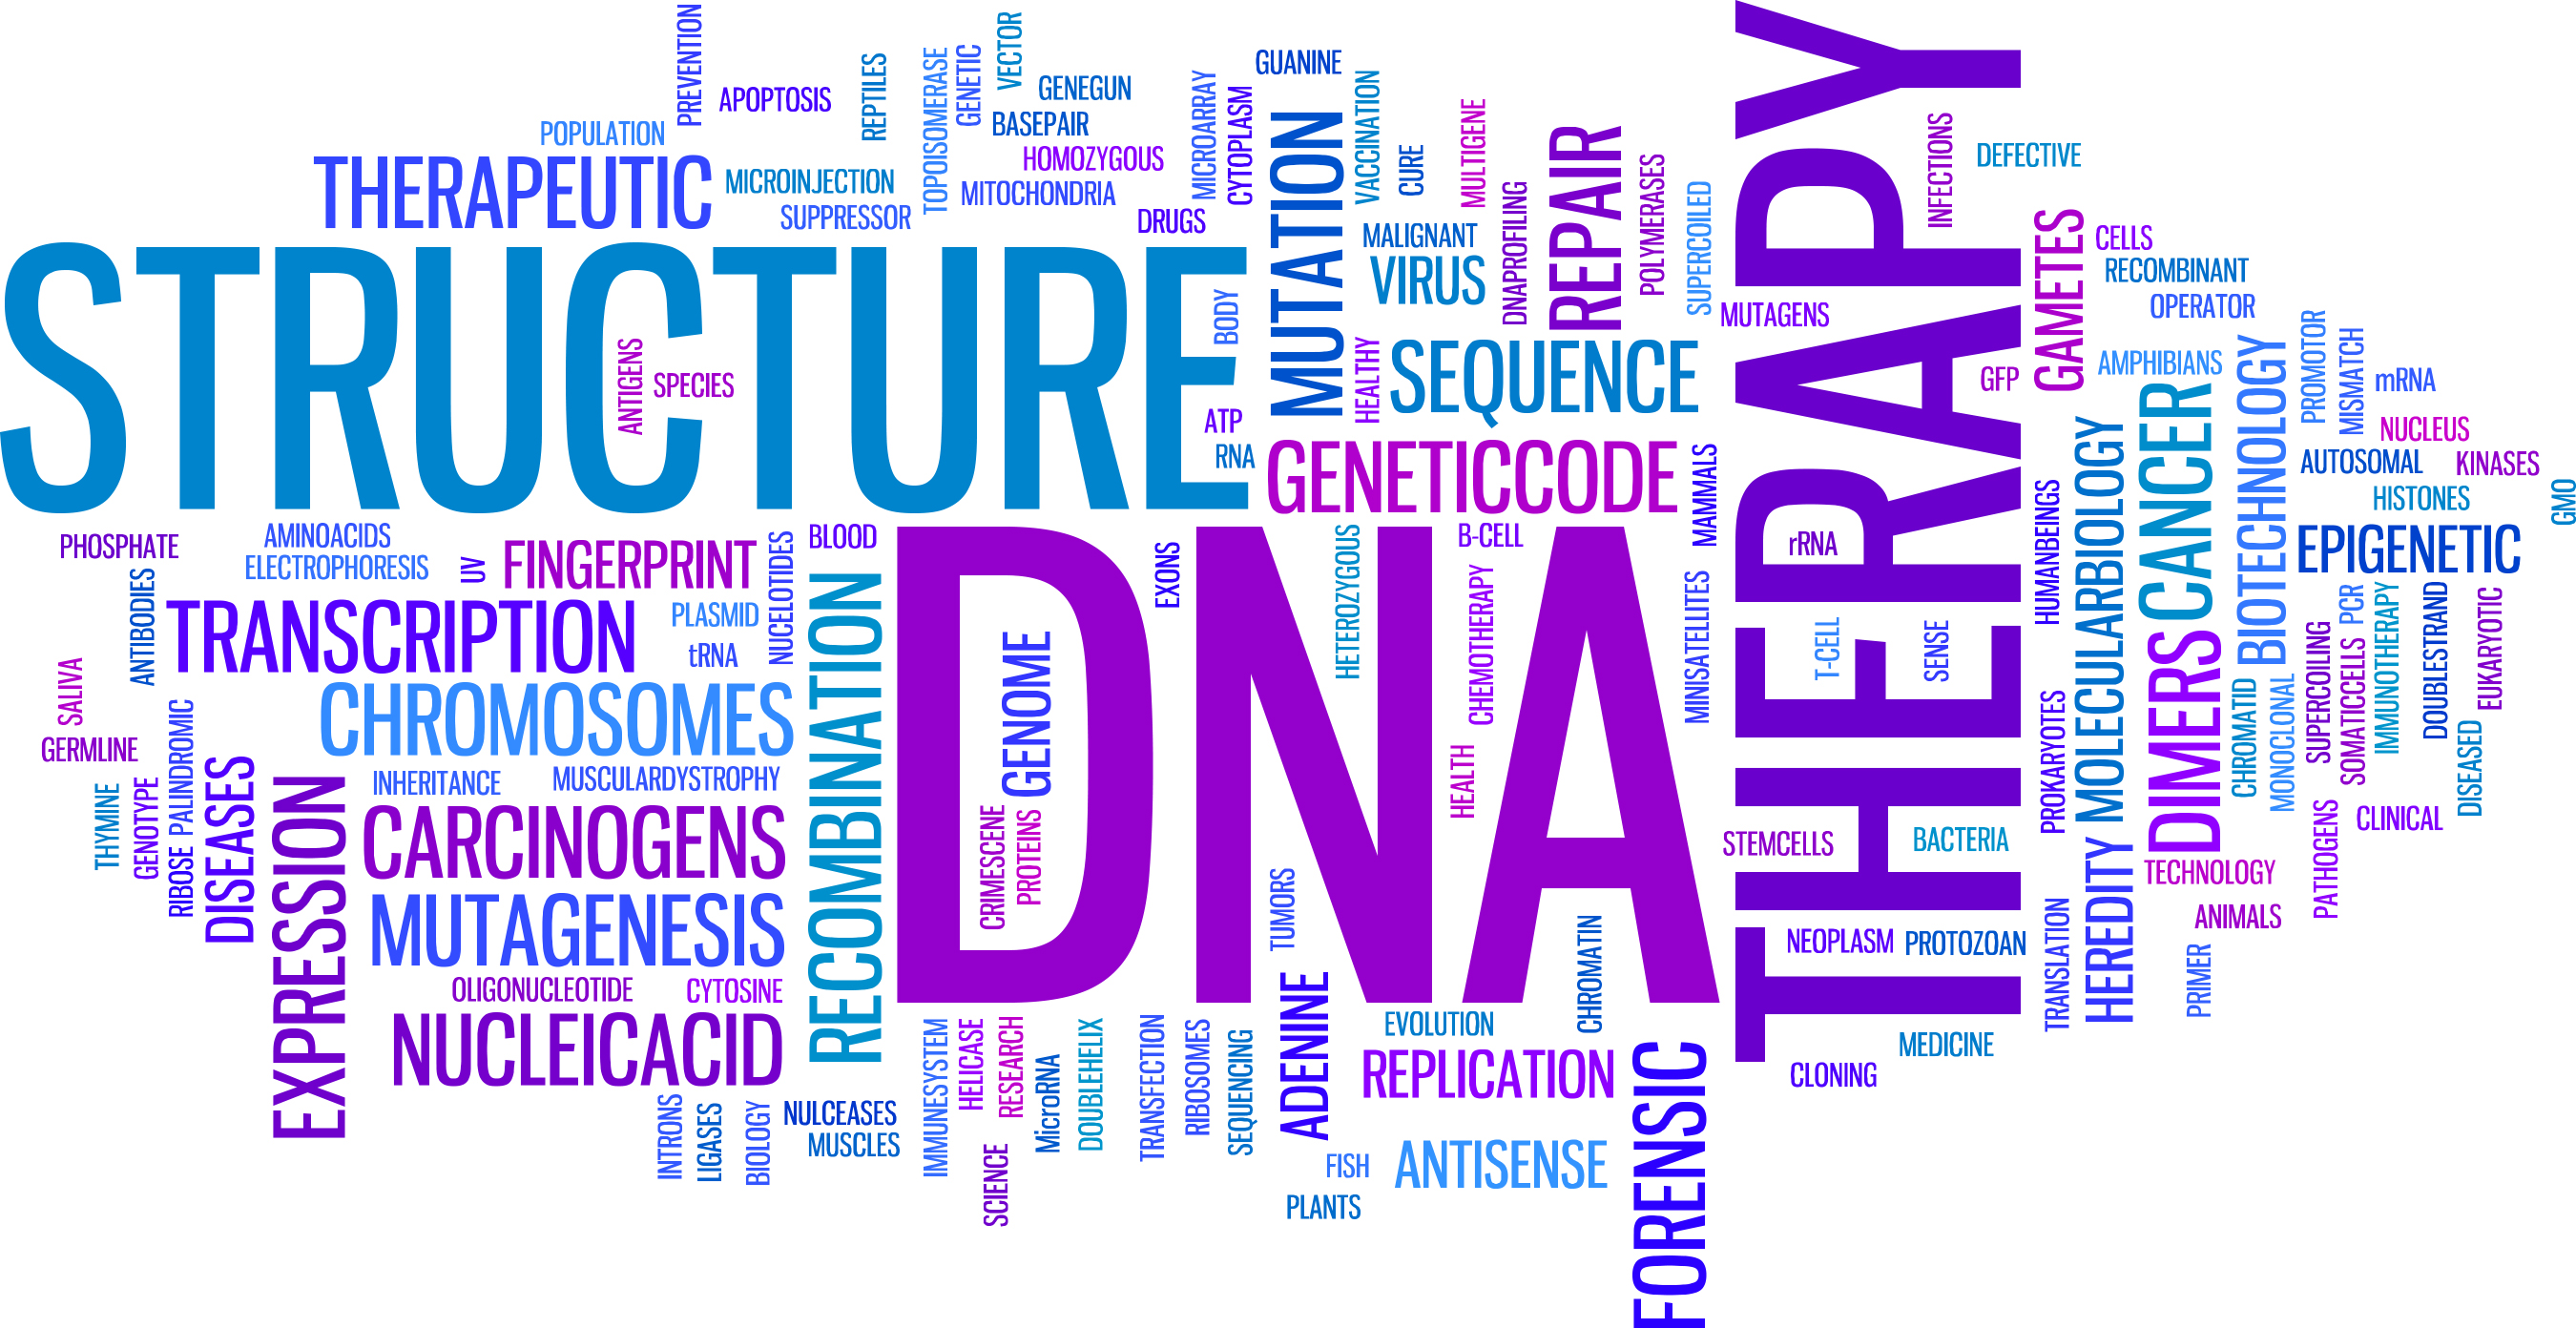 PREVENTION
APOPTOSIS
POPULATION
THERAPEUTIC
MICROINJECTION
SUPPRESSOR
REPTILES
TOPOISOMERASE
GENETIC
VECTOR
GENEGUN
BASEPAIR
HOMOZYGOUS
MITOCHONDRIA
DRUGS
MICROARRAY
CYTOPLASM
GUANINE
MUTATION
VACCINATION
CURE
MULTIGENE
MALIGNANT
VIRUS
DNAPROFILING
REPAIR
POLYMERASES
SUPERCOILED
STRUCTURE
ANTIGENS
SPECIES
BODY
ATP
RNA
HEALTHY
SEQUENCE
GENETICCODE
MAMMALS
MUTAGENS
THERAPY
INFECTIONS
DEFECTIVE
GAMETES
GFP
CELLS
RECOMBINANT
OPERATOR
AMPHIBIANS
CANCER
BIOTECHNOLOGY
PROMOTOR
MISMATCH
mRNA
NUCLEUS
AUTOSOMAL
KINASES
HISTONES
GMO
EPIGENETIC
PHOSPHATE
AMINOACIDS
ELECTROPHORESIS
UV
FINGERPRINT
NUCELOTIDES
BLOOD
ANTIBODIES
TRANSCRIPTION
PLASMID
tRNA
SALIVA
GERMLINE
CHROMOSOMES
RECOMBINATION
DNA
EXONS
GENOME
CRIMESCENE
PROTEINS
HETEROZYGOUS
B-CELL
CHEMOTHERAPY
HEALTH
MINISATELLITES
rRNA
T-CELL
SENSE
HUMANBEINGS
MOLECULARBIOLOGY
PROKARYOTES
DIMERS
CHROMATID
MONOCLONAL
SUPERCOILING
PCR
SOMATICCELLS
IMMUNOTHERAPY
DOUBLESTRAND
EUKARYOTIC
DISEASED
THYMINE
GENOTYPE
PALINDROMIC
RIBOSE
DISEASES
EXPRESSION
INHERITANCE
MUSCULARDYSTROPHY
CARCINOGENS
MUTAGENESIS
OLIGONUCLEOTIDE
CYTOSINE
NUCLEICACID
TUMORS
ADENINE
CHROMATIN
STEMCELLS
BACTERIA
NEOPLASM
PROTOZOAN
TRANSLATION
HEREDITY
TECHNOLOGY
ANIMALS
PRIMER
PATHOGENS
CLINICAL
INTRONS
LIGASES
BIOLOGY
NULCEASES
MUSCLES
IMMUNESYSTEM
HELICASE
RESEARCH
SCIENCE
MicroRNA
DOUBLEHELIX
TRANSFECTION
RIBOSOMES
SEQUENCING
EVOLUTION
REPLICATION
FISH
ANTISENSE
PLANTS
FORENSIC
CLONING
MEDICINE